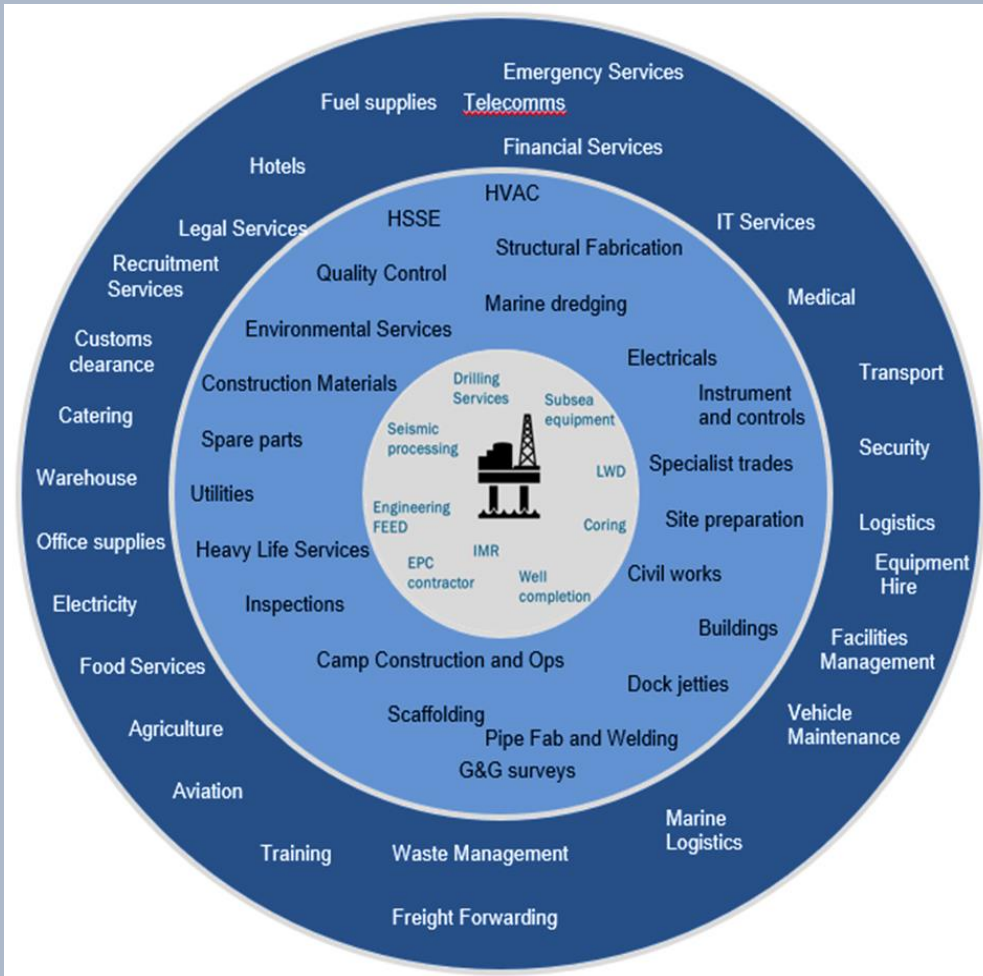 Emergency Services
Fuel supplies
Telecomms
Financial Services
Hotels
Legal Services
IT Services
Recruitment
Services
Medical
Customs
clearance
Transport
Catering
Security
Warehouse
Logistics
Office supplies
Equipment
Hire
Electricity
Facilities
Management
Food Services
Vehicle
Maintenance
Agriculture
Aviation
Marine
Logistics
Training
Waste Management
Freight Forwarding
HVAC
HSSE
Structural Fabrication
Quality Control
Marine dredging
Environmental Services
Electricals
Construction Materials
Instrument
and controls
Spare parts
Specialist trades
Utilities
Site preparation
Heavy Life Services
Civil works
Inspections
Buildings
Camp Construction and Ops
Dock jetties
Scaffolding
Pipe Fab and Welding
G&G surveys
Drilling
Services
Subsea
equipment
Seismic
processing
LWD
Engineering
FEED
Coring
IMR
EPC
contractor
Well
completion